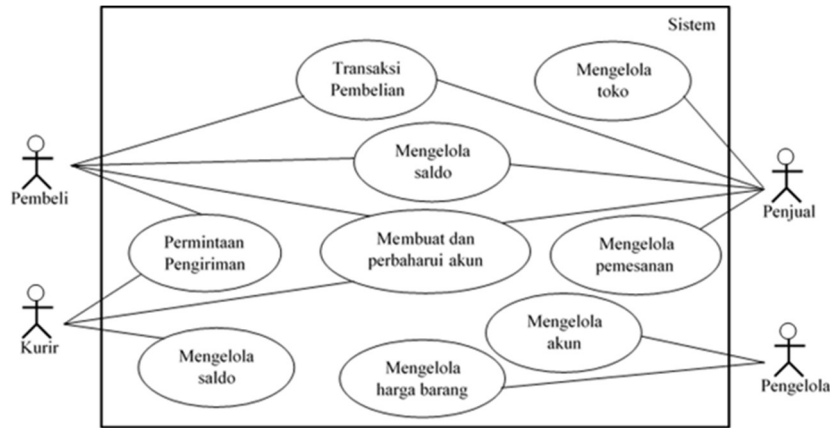 Sistem
Transaksi
Pembelian
Mengelola
toko
Mengelola
saldo
Pembeli
Penjual
Permintaan
Pengiriman
Membuat dan
perbaharui akun
Mengelola
pemesanan
Kurir
Mengelola
akun
Mengelola
saldo
Mengelola
harga barang
Pengelola